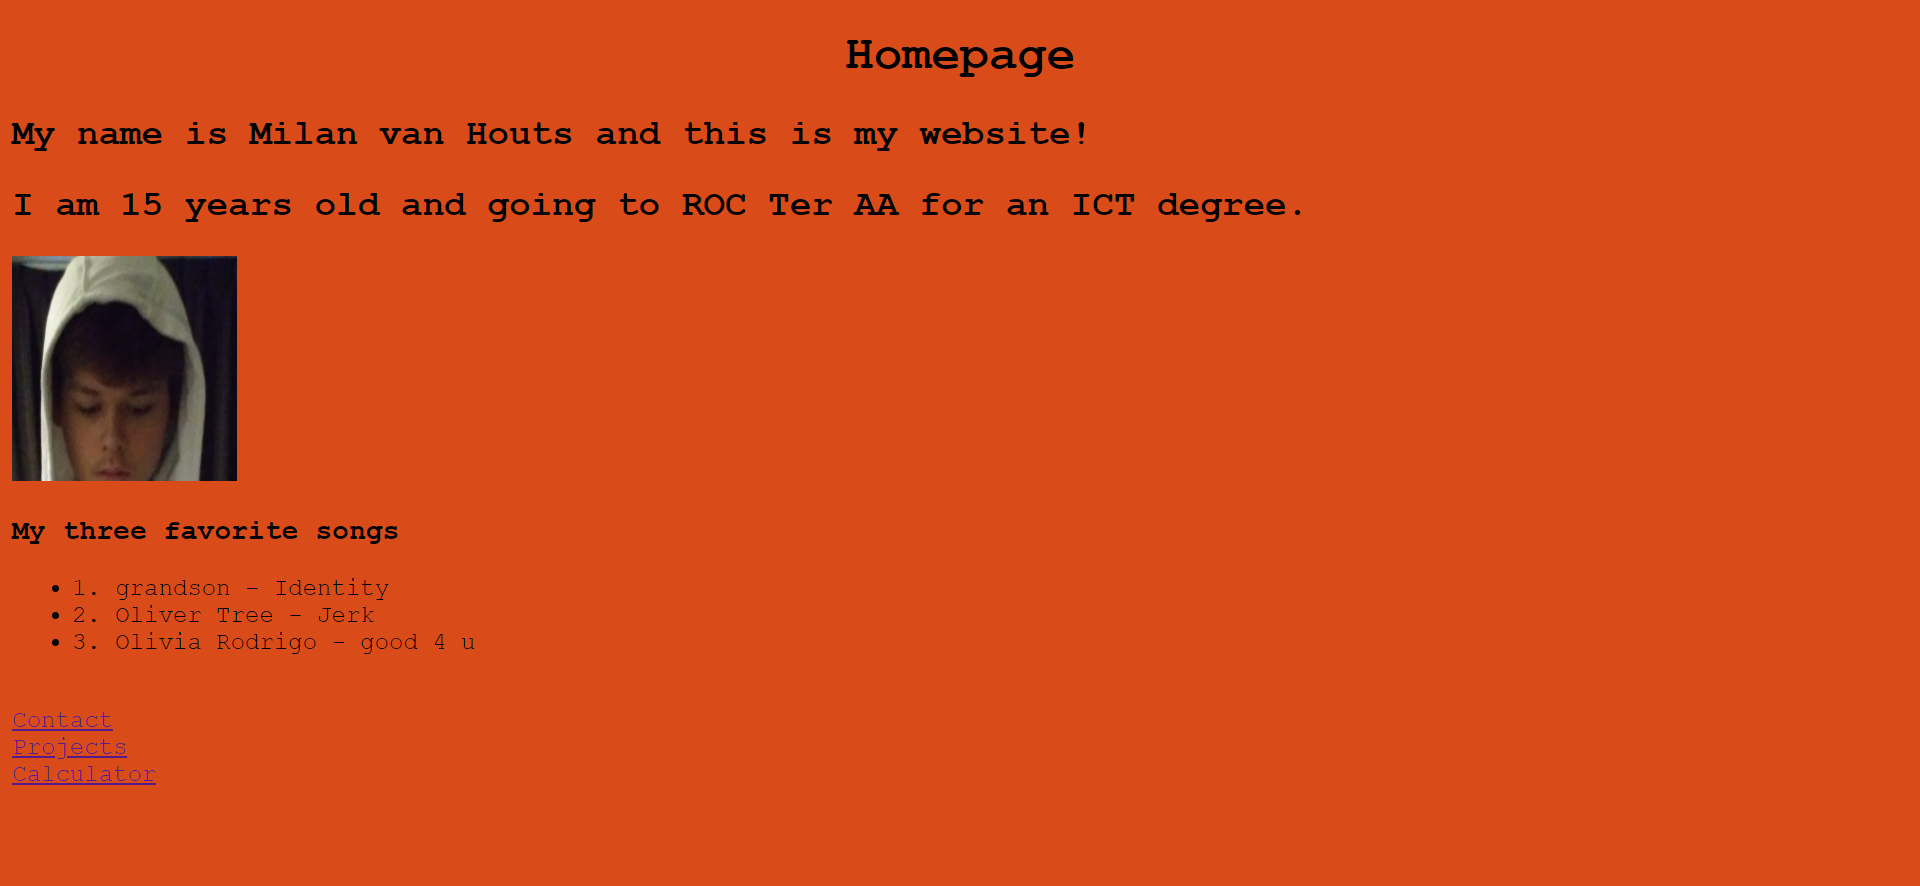 Homepage
My name is Milan van Houts and this is my website!
I am 15 years old and going to ROC Ter AA for an ICT degree.
My three favorite songs
• 1. grandson - Identity
• 2. Oliver Tree - Jerk
• 3. Olivia Rodrigo - good 4 u
Contact
Projects
Calculator